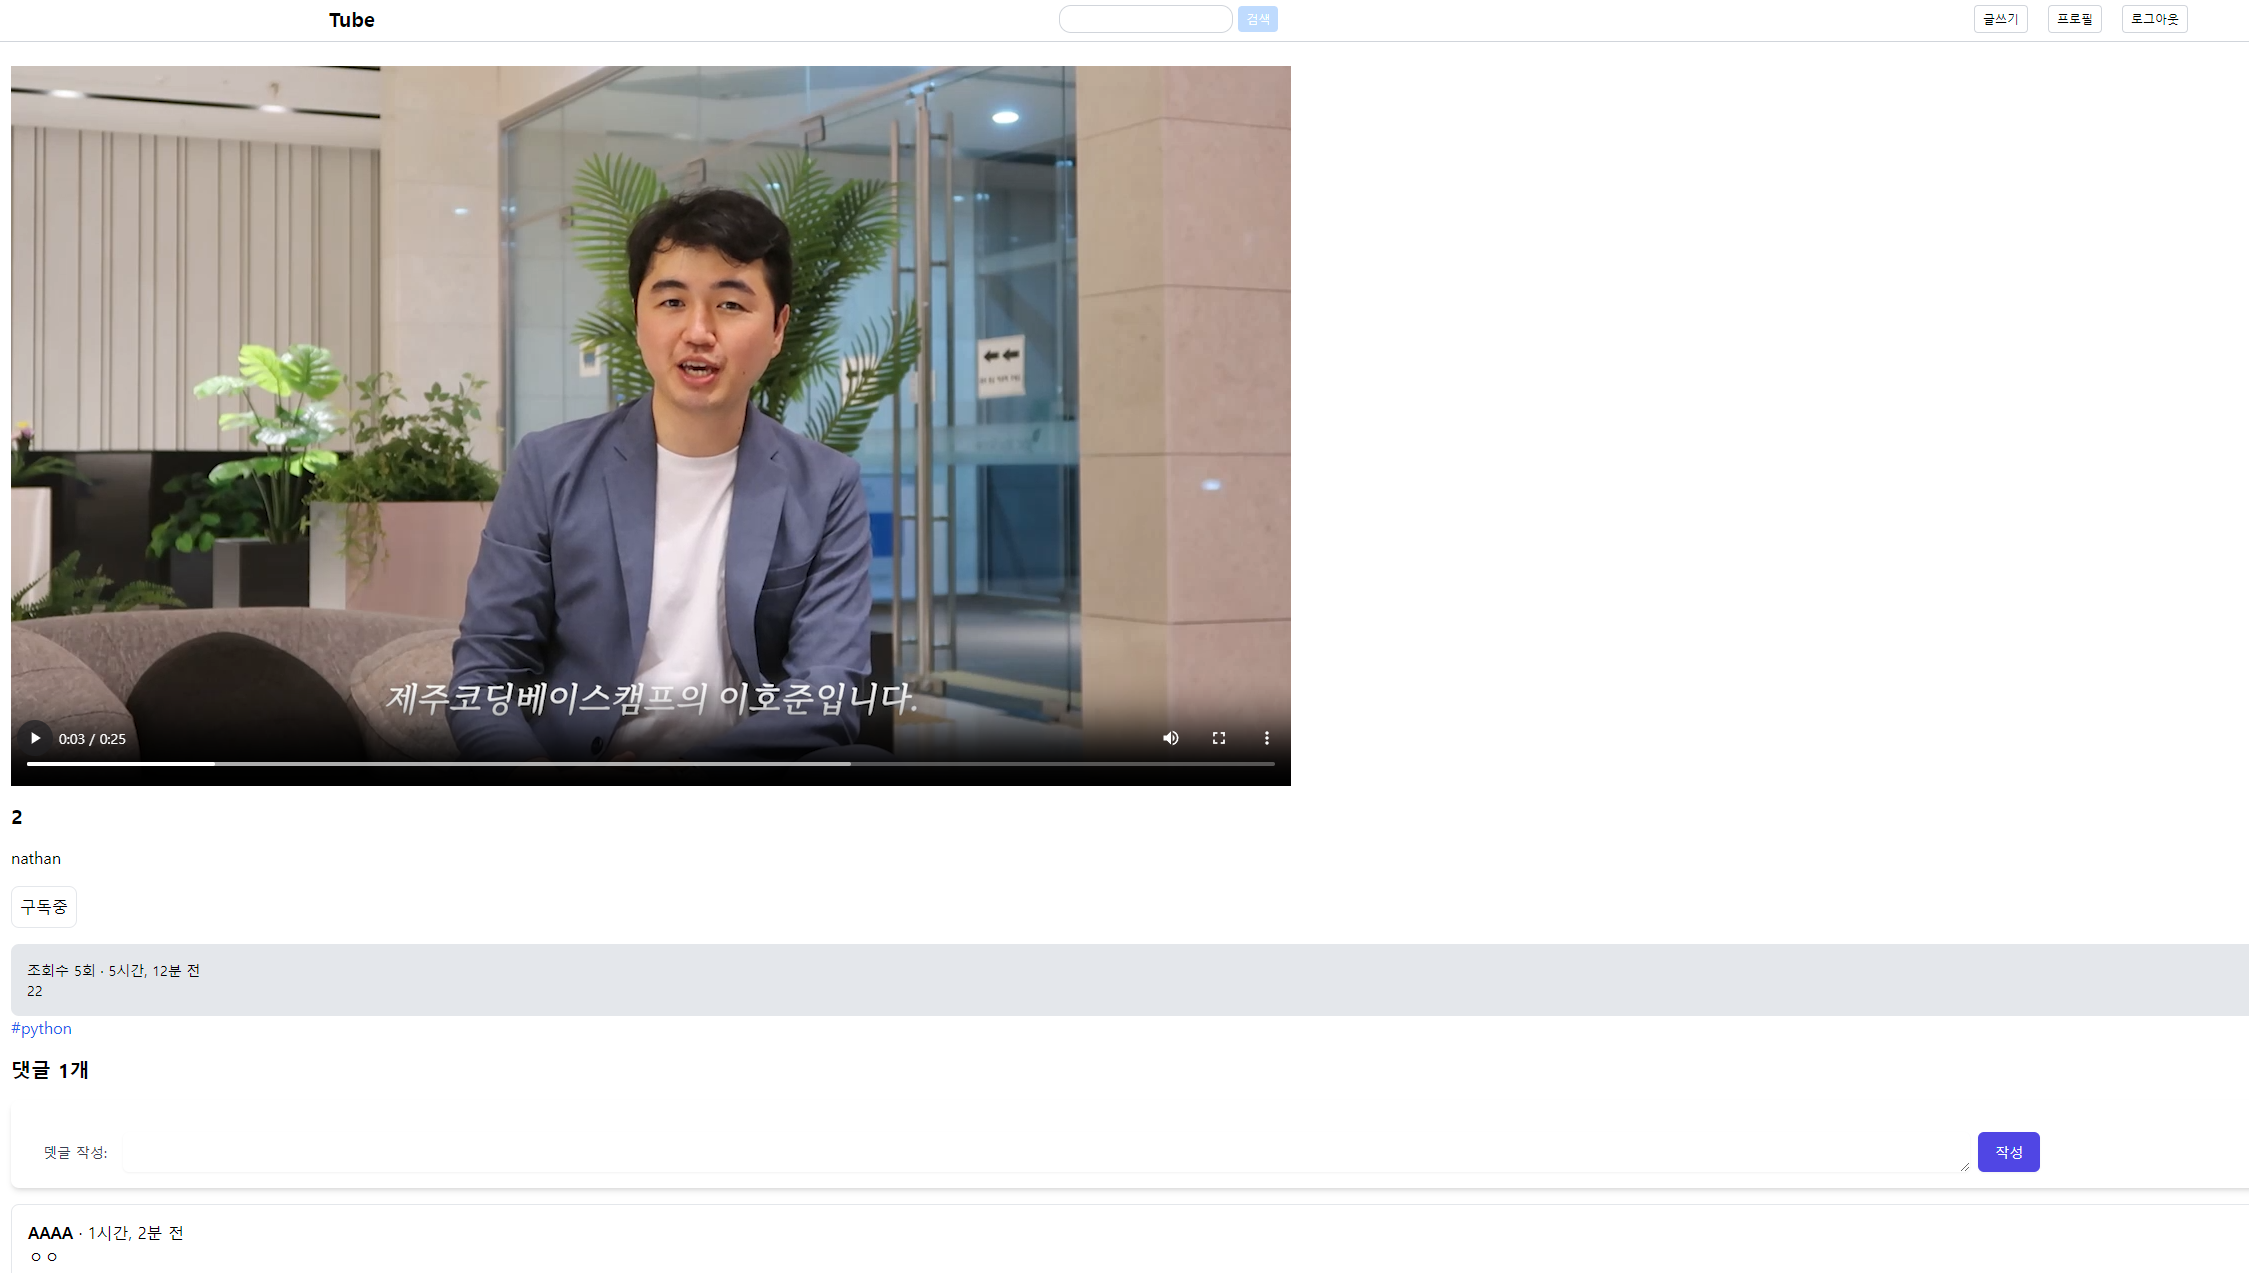 Tube
검색
글쓰기
프로필
로그아웃
제주코딩베이스캠프의 이호준입니다.
0:03 / 0:25
2
nathan
구독중
조회수 5회 · 5시간, 12분 전
22
#python
댓글 1개
뎃글 작성:
작성
AAAA · 1시간, 2분 전
ㅇㅇ